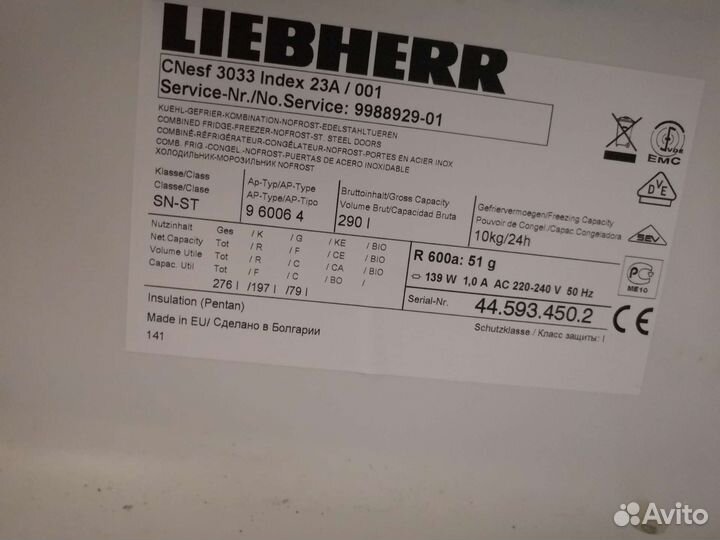 LIEBHERR
CNesf 3033 Index 23A / 001
Service-Nr./No.Service: 9988929-01
KUEHL-GEFRIER-KOMBINATION-NOFROST-EDELSTAHLTUEREN
COMBINED FRIDGE-FREEZER-NOFROST-ST. STEEL DOORS
COMBINÉ-RÉFRIGÉRATEUR-CONGÉLATEUR-NOFROST-PORTES EN ACIER INOX
COMB. FRIG.-CONGEL.-NOFROST-PUERTAS DE ACERO INOXIDABLE
ХОЛОДИЛЬНИК-МОРОЗИЛЬНИК NOFROST
Klasse/Class
Classe/Clase
SN-ST
Ap-Typ/AP-Type
AP-Type/AP-Tipo
9 6006 4
Bruttoinhalt/Gross Capacity
Volume Brut/Capacidad Bruta
290 l
Gefriervermoegen/Freezing Capacity
Pouvoir de Congel./Capac.Congeladora
10kg/24h
Nutzinhalt Ges / K / G / KE / BIO
Net.Capacity Tot / R / F / CE / BIO
Volume Utile Tot / R / C / CA / BIO
Capac. Util Tot / F / C / BO /
276 l /197 l /79 l
R 600a: 51 g
139 W 1,0 A AC 220-240 V 50 Hz
Serial-Nr. 44.593.450.2
Insulation (Pentan)
Made in EU/ Сделано в Болгарии
141
Schutzklasse / Класс защиты: I
VDE
EMC
DVE
SEV
РС
ME10
CE
Avito